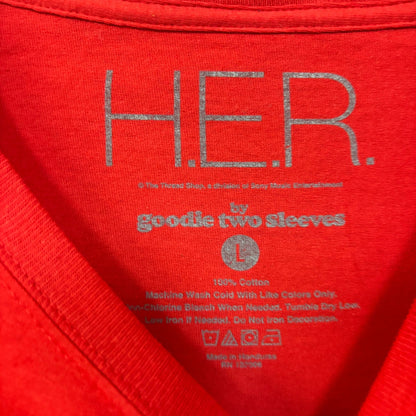 H.E.R.
© The Thread Shop, a division of Sony Music Entertainment
by
goodie two sleeves
L
100% Cotton
Machine Wash Cold With Like Colors Only.
-Chlorine Bleach When Needed. Tumble Dry Low.
Low Iron If Needed. Do Not Iron Decoration.
Made in Honduras
RN